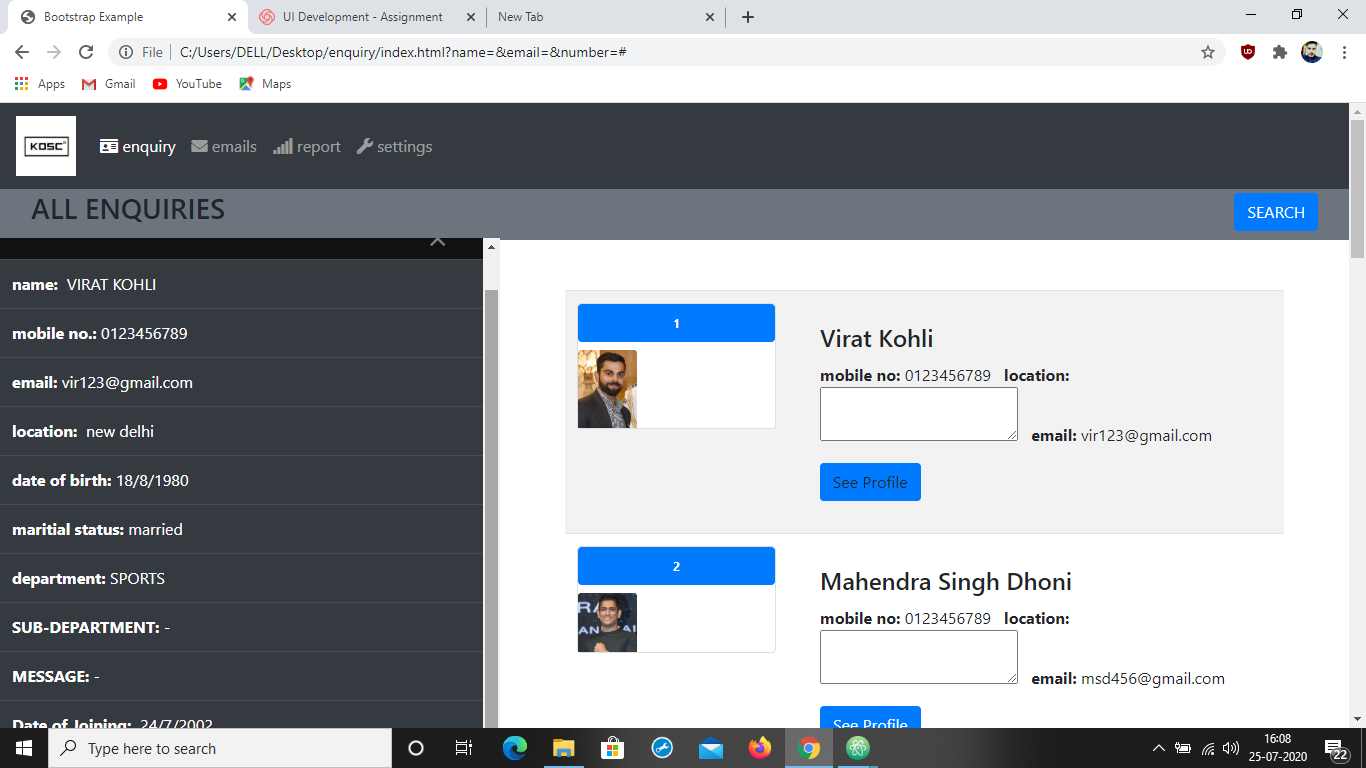 Bootstrap Example
UI Development - Assignment
New Tab
File
C:/Users/DELL/Desktop/enquiry/index.html?name=&email=&number=#
Apps
Gmail
YouTube
Maps
KOSC
enquiry
emails
report
settings
ALL ENQUIRIES
SEARCH
name: VIRAT KOHLI
mobile no.: 0123456789
email: vir123@gmail.com
location: new delhi
date of birth: 18/8/1980
maritial status: married
department: SPORTS
SUB-DEPARTMENT: -
MESSAGE: -
Date of Joining: 24/7/2002
1
Virat Kohli
mobile no: 0123456789 location:
email: vir123@gmail.com
See Profile
2
Mahendra Singh Dhoni
mobile no: 0123456789 location:
email: msd456@gmail.com
See Profile
Type here to search
16:08
25-07-2020
22